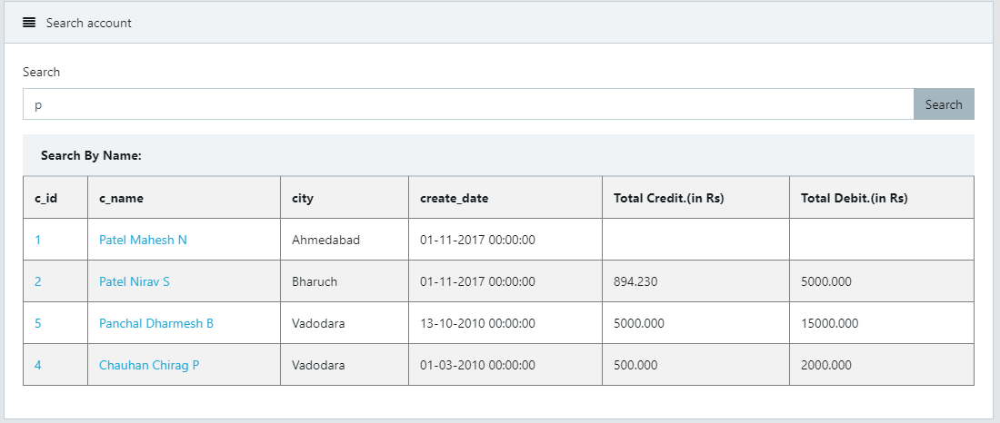 Search account
Search
p Search
Search By Name:
c_id c_name city create_date Total Credit.(in Rs) Total Debit.(in Rs)
1 Patel Mahesh N Ahmedabad 01-11-2017 00:00:00
2 Patel Nirav S Bharuch 01-11-2017 00:00:00 894.230 5000.000
5 Panchal Dharmesh B Vadodara 13-10-2010 00:00:00 5000.000 15000.000
4 Chauhan Chirag P Vadodara 01-03-2010 00:00:00 500.000 2000.000